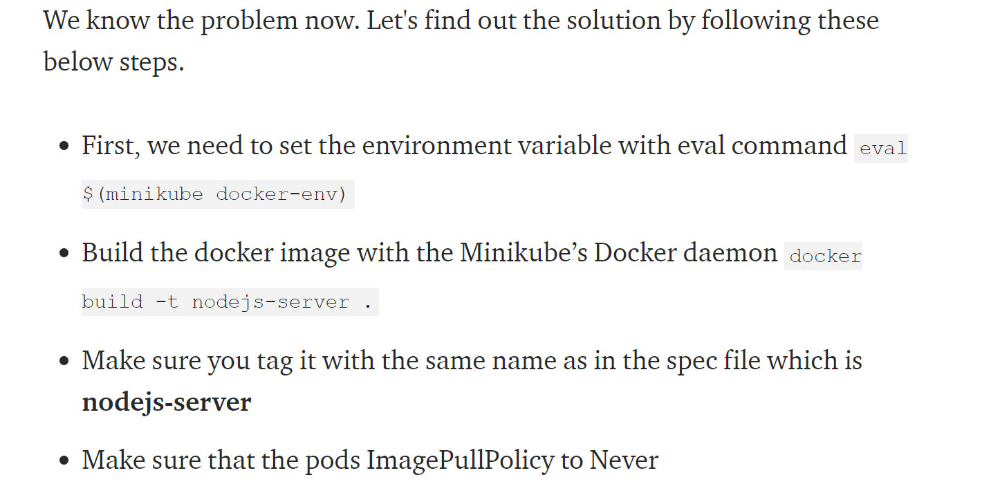 We know the problem now. Let's find out the solution by following these
below steps.
First, we need to set the environment variable with eval command eval
$(minikube docker-env)
Build the docker image with the Minikube’s Docker daemon docker
build -t nodejs-server .
Make sure you tag it with the same name as in the spec file which is
nodejs-server
Make sure that the pods ImagePullPolicy to Never